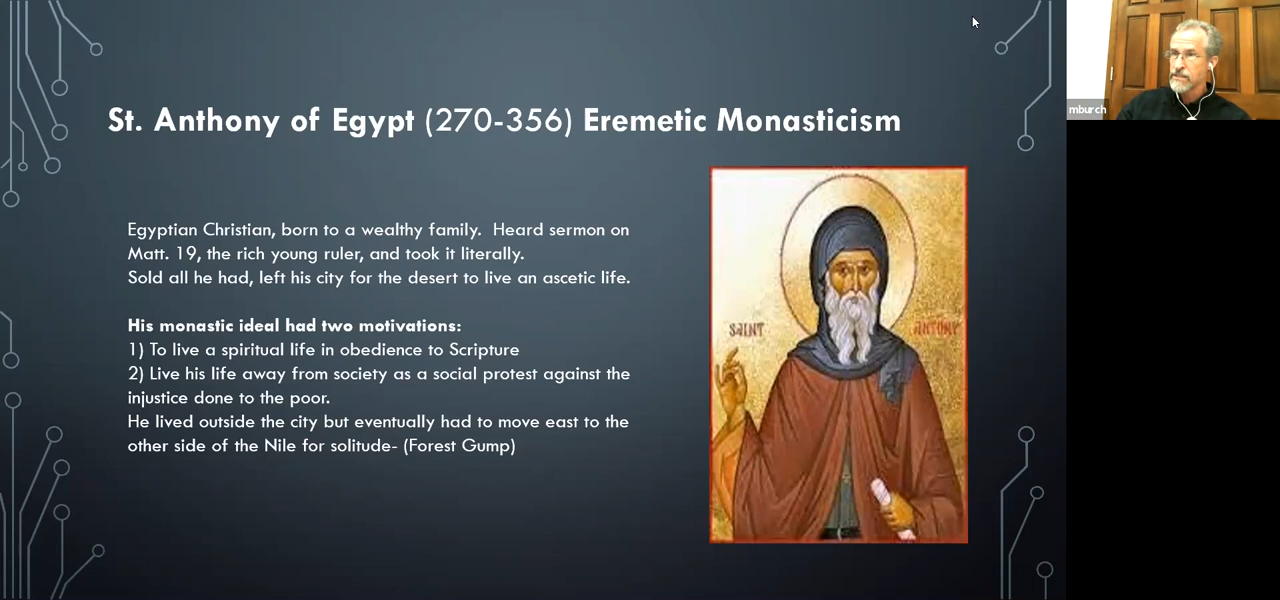 St. Anthony of Egypt (270-356) Eremetic Monasticism
mburch
Egyptian Christian, born to a wealthy family. Heard sermon on
Matt. 19, the rich young ruler, and took it literally.
Sold all he had, left his city for the desert to live an ascetic life.
His monastic ideal had two motivations:
1) To live a spiritual life in obedience to Scripture
2) Live his life away from society as a social protest against the
injustice done to the poor.
He lived outside the city but eventually had to move east to the
other side of the Nile for solitude- (Forest Gump)
SAINT ANTONY